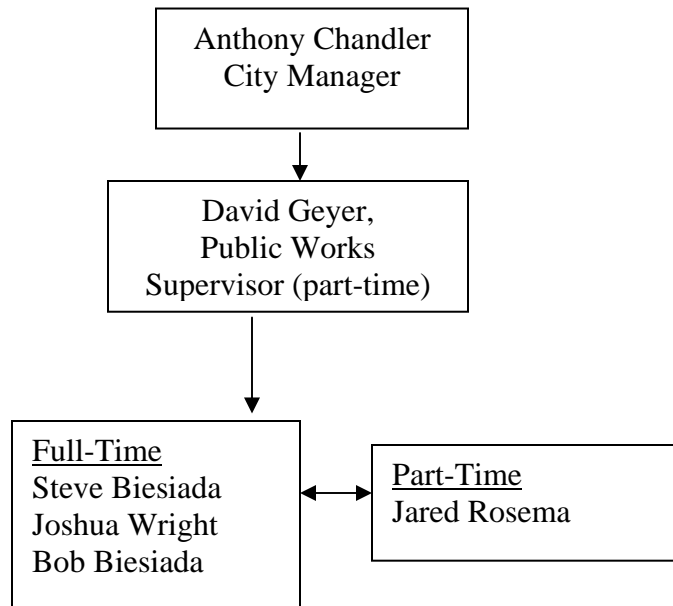 Anthony Chandler
City Manager
David Geyer,
Public Works
Supervisor (part-time)
Full-Time
Steve Biesiada
Joshua Wright
Bob Biesiada
Part-Time
Jared Rosema